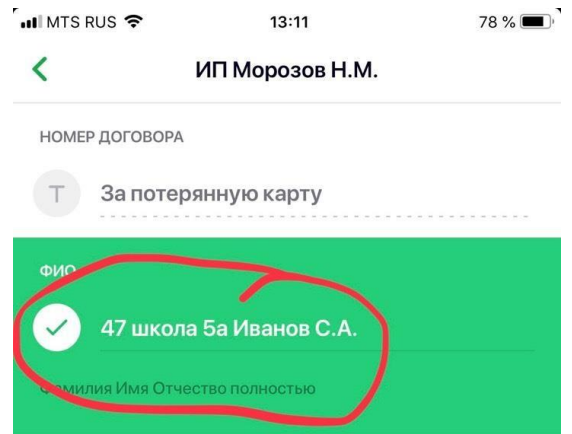 MTS RUS 13:11 78 %
ИП Морозов Н.М.
НОМЕР ДОГОВОРА
Т За потерянную карту
ФИО
47 школа 5а Иванов С.А.
Фамилия Имя Отчество полностью